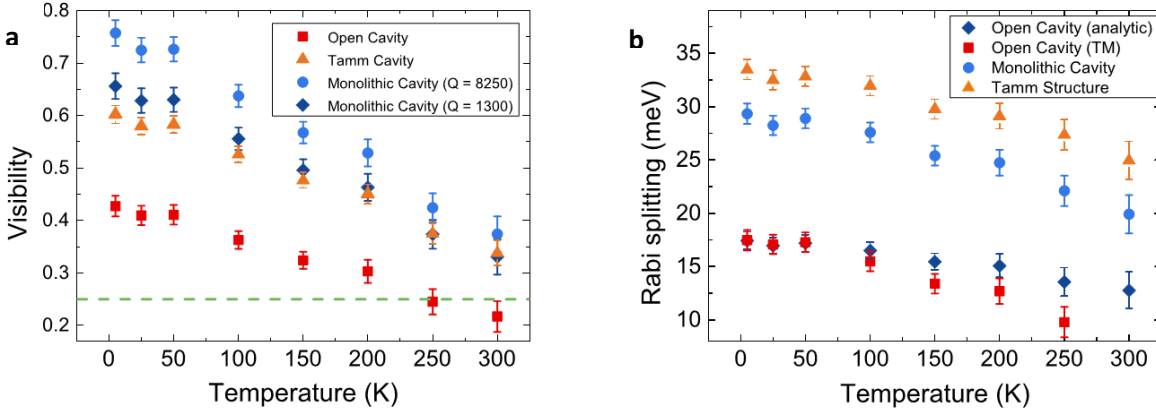 a
0.8
0.7
0.6
0.5
0.4
0.3
0.2
Visibility
Open Cavity
Tamm Cavity
Monolithic Cavity (Q = 8250)
Monolithic Cavity (Q = 1300)
0 50 100 150 200 250 300
Temperature (K)
b
35
30
25
20
15
10
Rabi splitting (meV)
Open Cavity (analytic)
Open Cavity (TM)
Monolithic Cavity
Tamm Structure
0 50 100 150 200 250 300
Temperature (K)